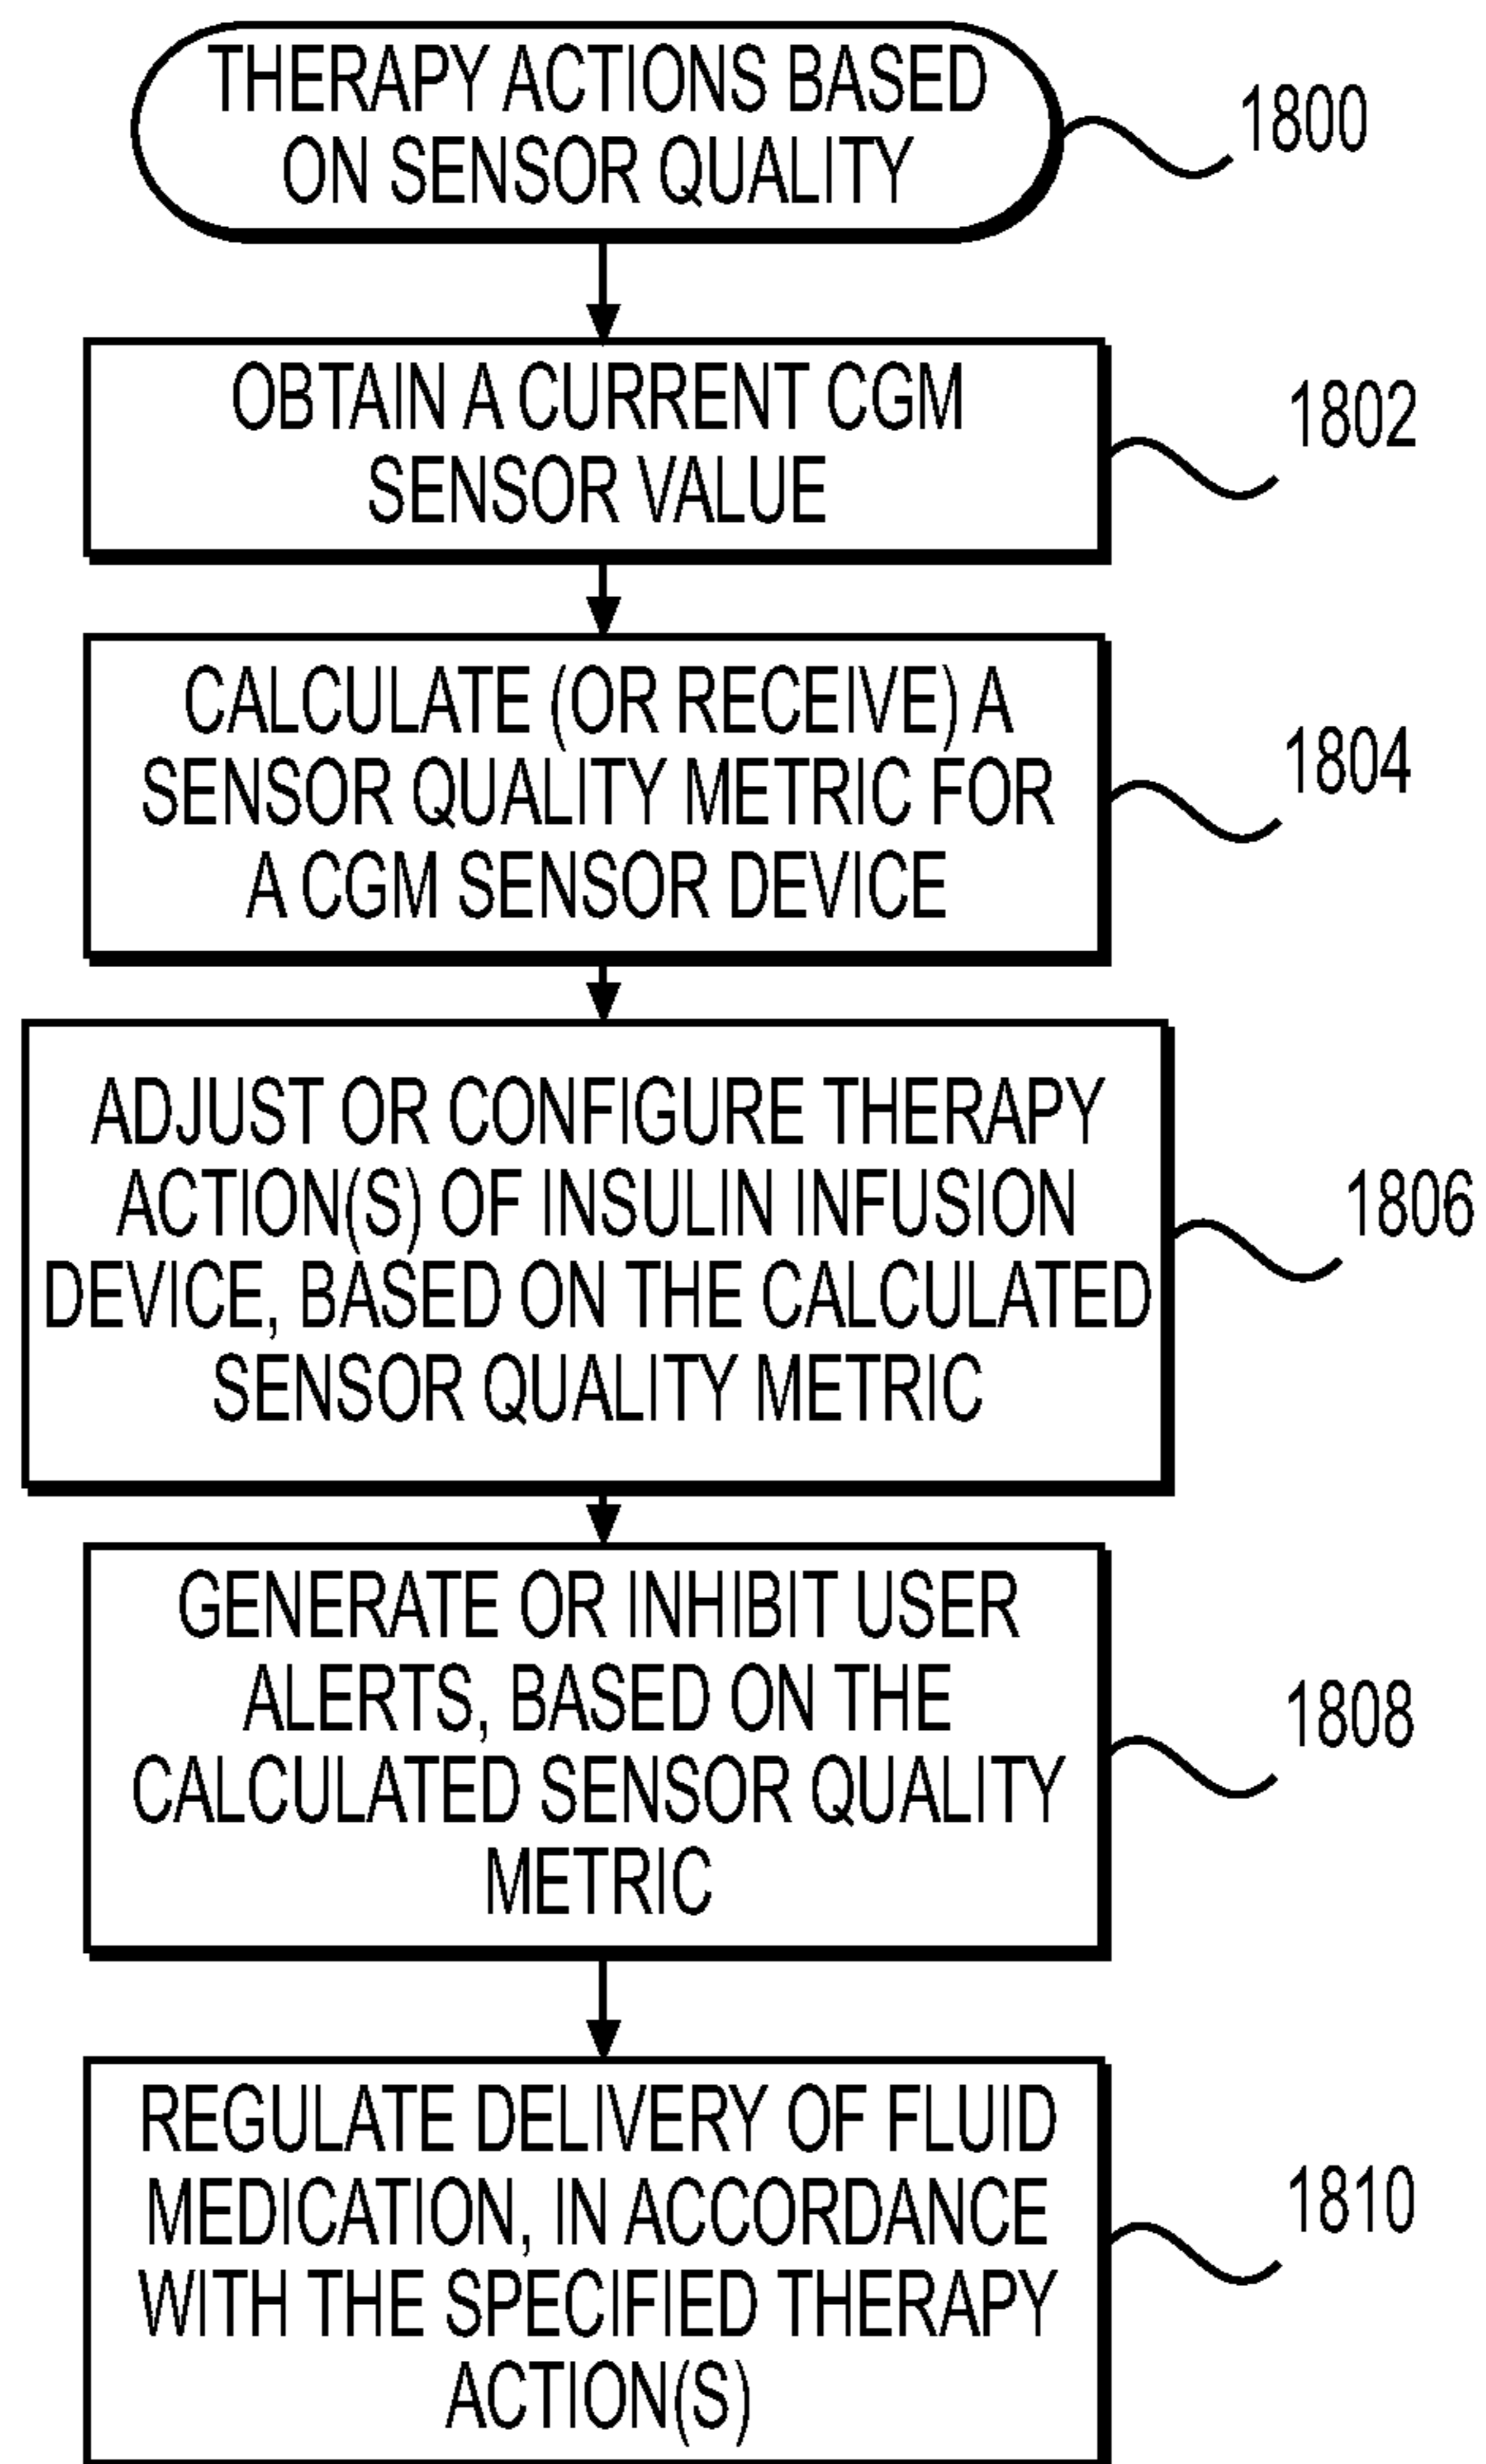 THERAPY ACTIONS BASED
ON SENSOR QUALITY
1800
OBTAIN A CURRENT CGM
SENSOR VALUE
1802
CALCULATE (OR RECEIVE) A
SENSOR QUALITY METRIC FOR
A CGM SENSOR DEVICE
1804
ADJUST OR CONFIGURE THERAPY
ACTION(S) OF INSULIN INFUSION
DEVICE, BASED ON THE CALCULATED
SENSOR QUALITY METRIC
1806
GENERATE OR INHIBIT USER
ALERTS, BASED ON THE
CALCULATED SENSOR QUALITY
METRIC
1808
REGULATE DELIVERY OF FLUID
MEDICATION, IN ACCORDANCE
WITH THE SPECIFIED THERAPY
ACTION(S)
1810